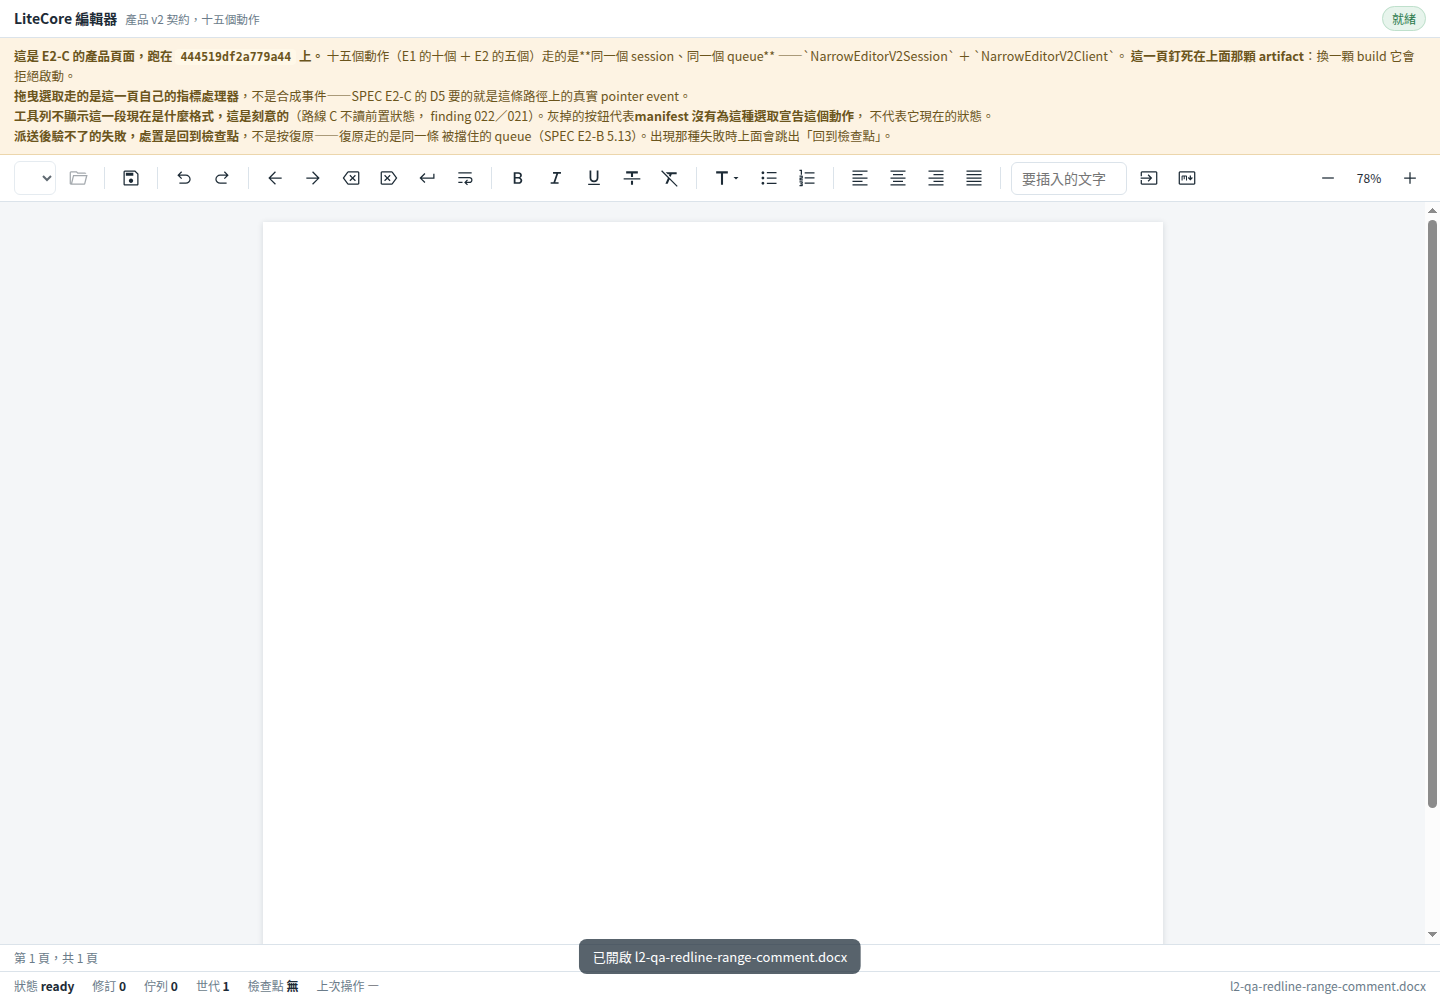 LiteCore 編輯器 產品 v2 契約，十五個動作 就緒
這是 E2-C 的產品頁面，跑在 444519df2a779a44 上。 十五個動作（E1 的十個 ＋ E2 的五個）走的是**同一個 session、同一個 queue** ——`NarrowEditorV2Session` ＋ `NarrowEditorV2Client`。 這一頁釘死在上面那顆 artifact：換一顆 build 它會
拒絕啟動。
拖曳選取走的是這一頁自己的指標處理器，不是合成事件——SPEC E2-C 的 D5 要的就是這條路徑上的真實 pointer event。
工具列不顯示這一段現在是什麼格式，這是刻意的（路線 C 不讀前置狀態， finding 022／021）。灰掉的按鈕代表manifest 沒有為這種選取宣告這個動作， 不代表它現在的狀態。
派送後驗不了的失敗，處置是回到檢查點，不是按復原——復原走的是同一條 被擋住的 queue（SPEC E2-B 5.13）。出現那種失敗時上面會跳出「回到檢查點」。
要插入的文字 78%
第 1 頁，共 1 頁
已開啟 l2-qa-redline-range-comment.docx
狀態 ready 修訂 0 佇列 0 世代 1 檢查點 無 上次操作 — l2-qa-redline-range-comment.docx